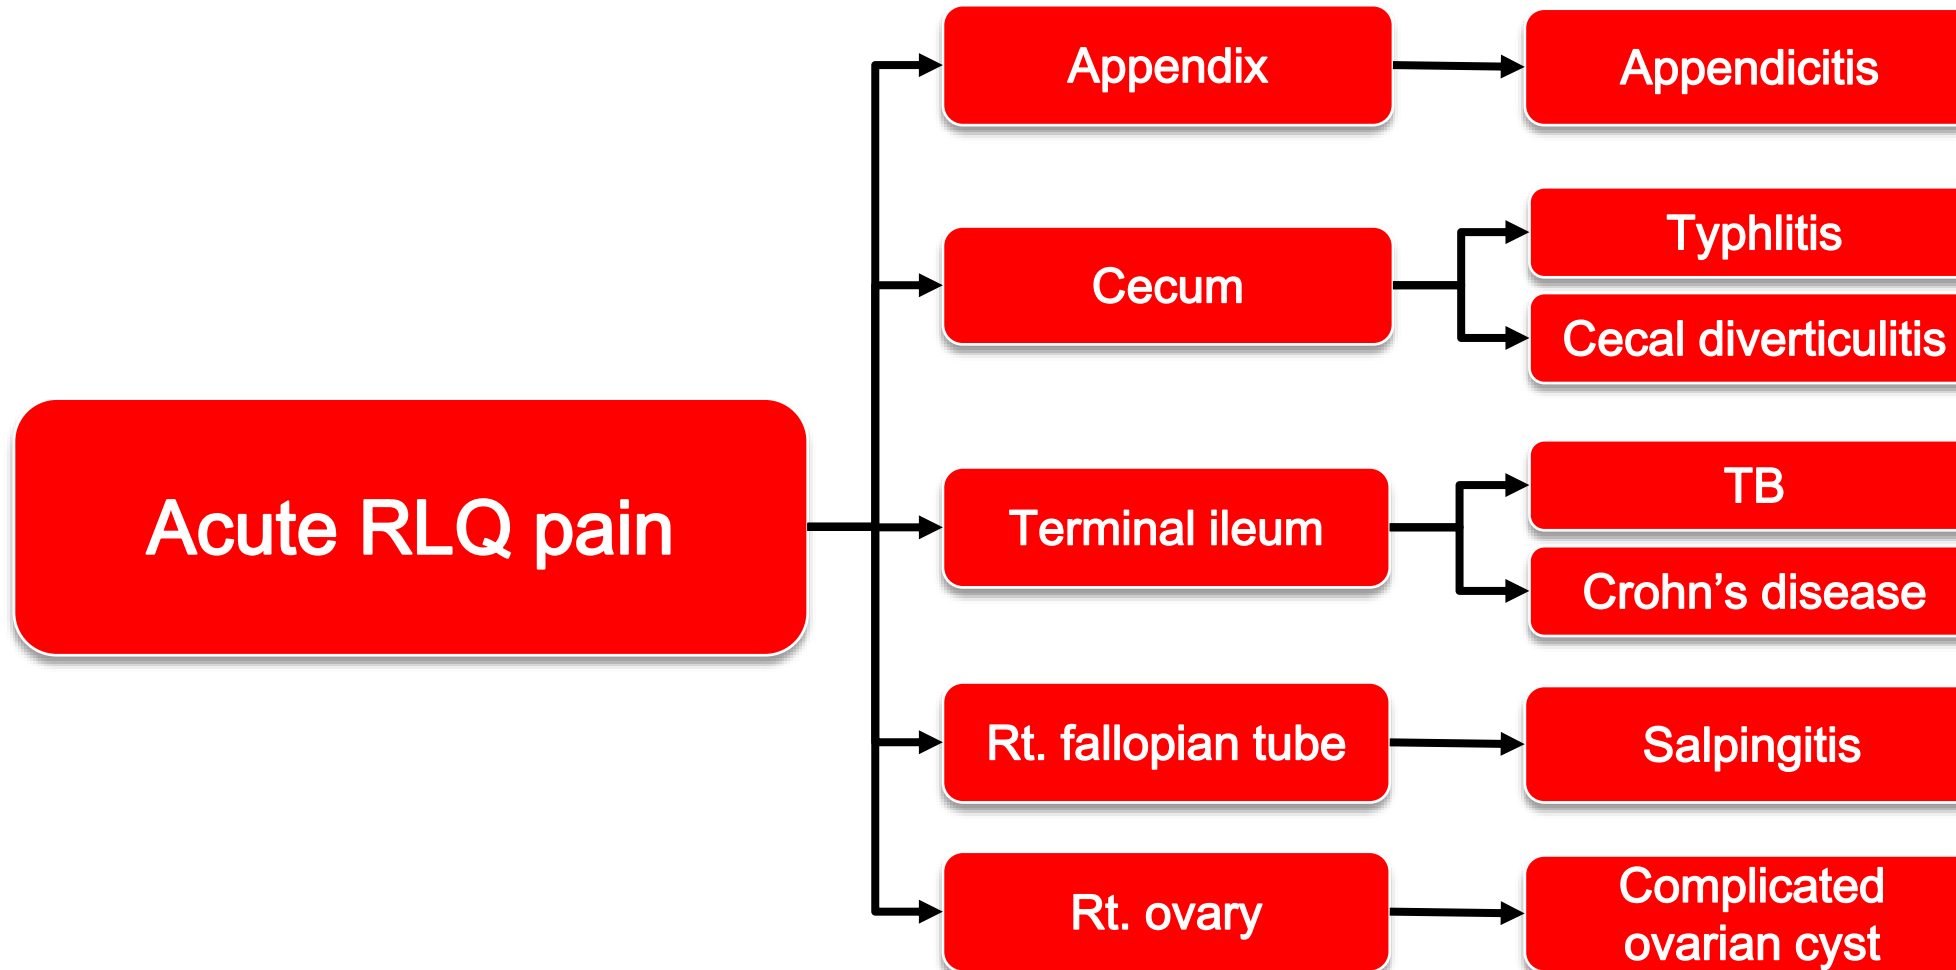 Acute RLQ pain
Appendix
Appendicitis
Cecum
Typhlitis
Cecal diverticulitis
Terminal ileum
TB
Crohn’s disease
Rt. fallopian tube
Salpingitis
Rt. ovary
Complicated
ovarian cyst